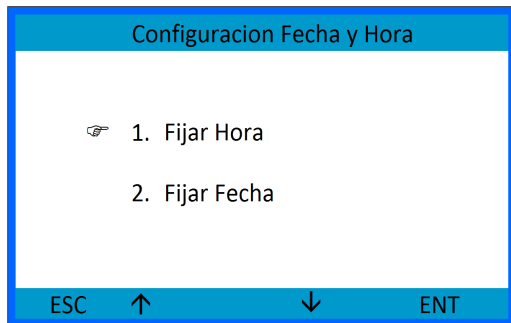 Configuracion Fecha y Hora
☞ 1. Fijar Hora
2. Fijar Fecha
ESC ↑ ↓ ENT